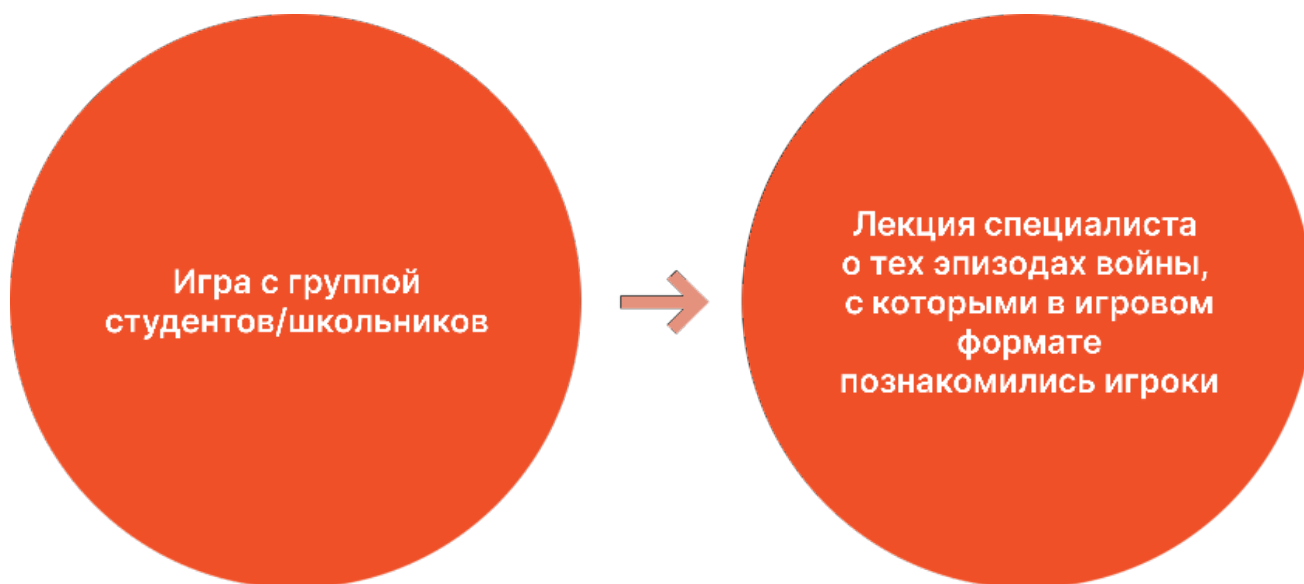 Игра с группой
студентов/школьников
Лекция специалиста
о тех эпизодах войны,
с которыми в игровом
формате
познакомились игроки